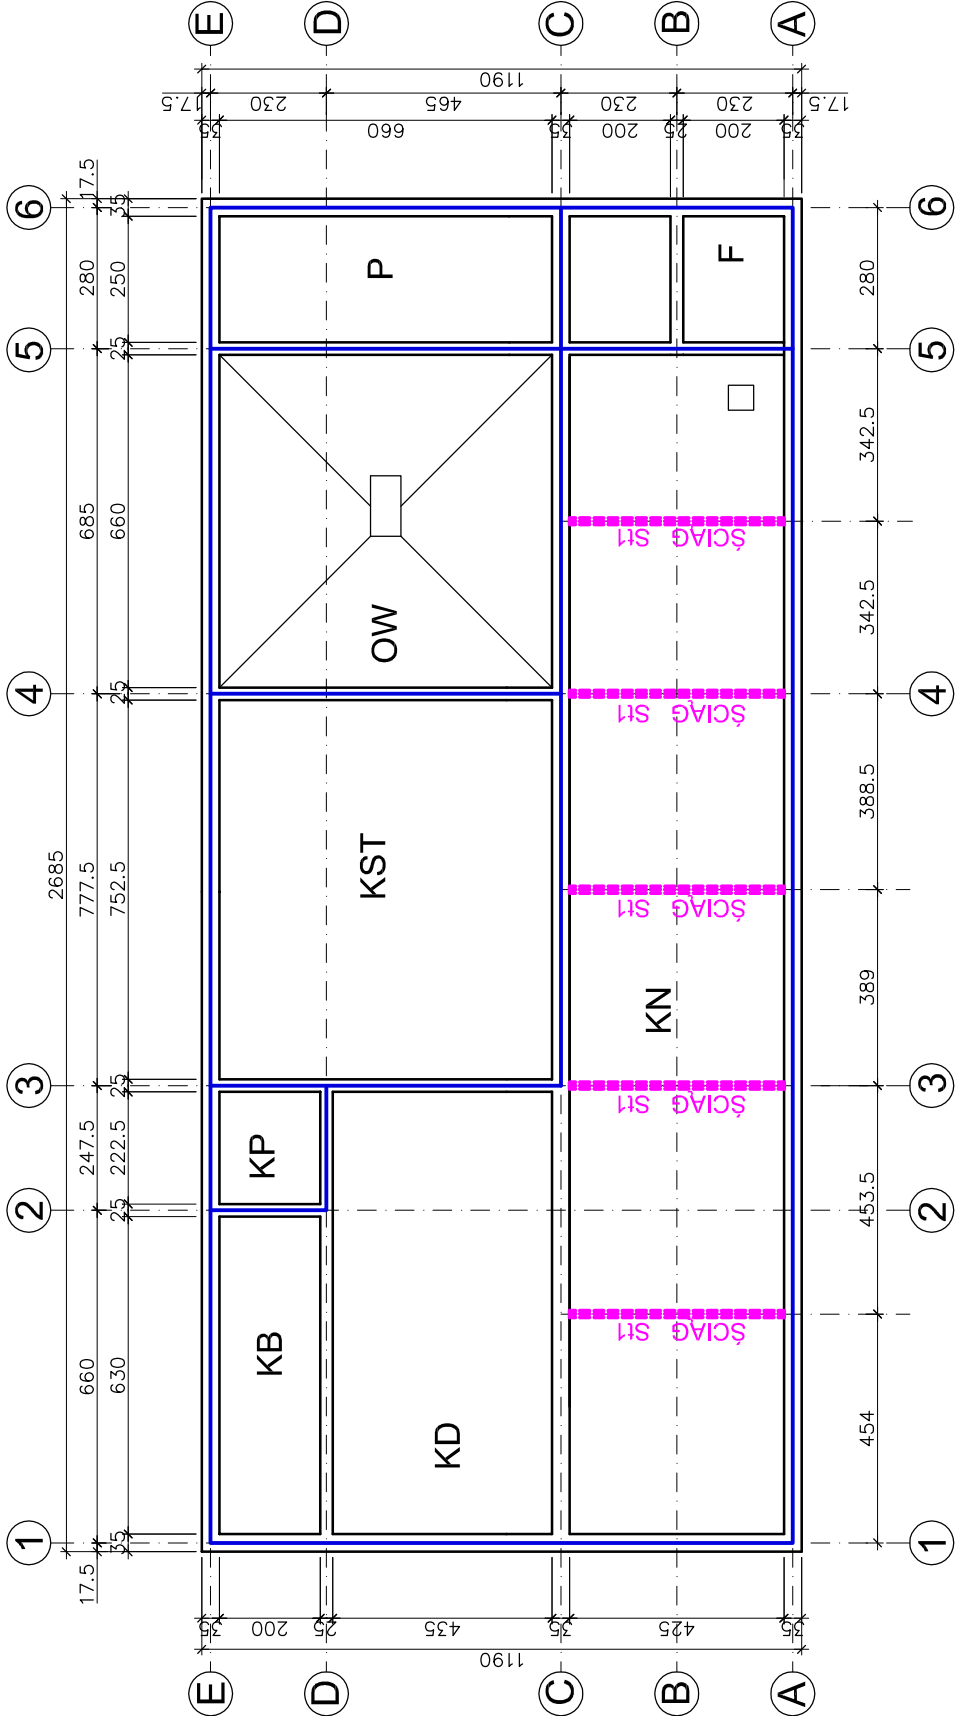 E
D
C
B
A
1190
17.5
230
465
230
230
17.5
35
660
35
200
25
200
35
6
5
4
3
2
1
2685
17.5
280
685
777.5
247.5
660
17.5
35
250
25
660
25
752.5
25
222.5
25
630
35
P
F
OW
KST
KN
KP
KB
KD
ŚCIĄG St1
ŚCIĄG St1
ŚCIĄG St1
ŚCIĄG St1
ŚCIĄG St1
280
342.5
342.5
388.5
389
453.5
454
6
5
4
3
2
1
35
200
25
435
35
425
35
1190
E
D
C
B
A